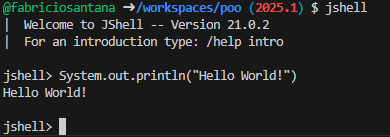 @fabriciosantana ➜/workspaces/poo (2025.1) $ jshell
|  Welcome to JShell -- Version 21.0.2
|  For an introduction type: /help intro
jshell> System.out.println("Hello World!")
Hello World!
jshell>